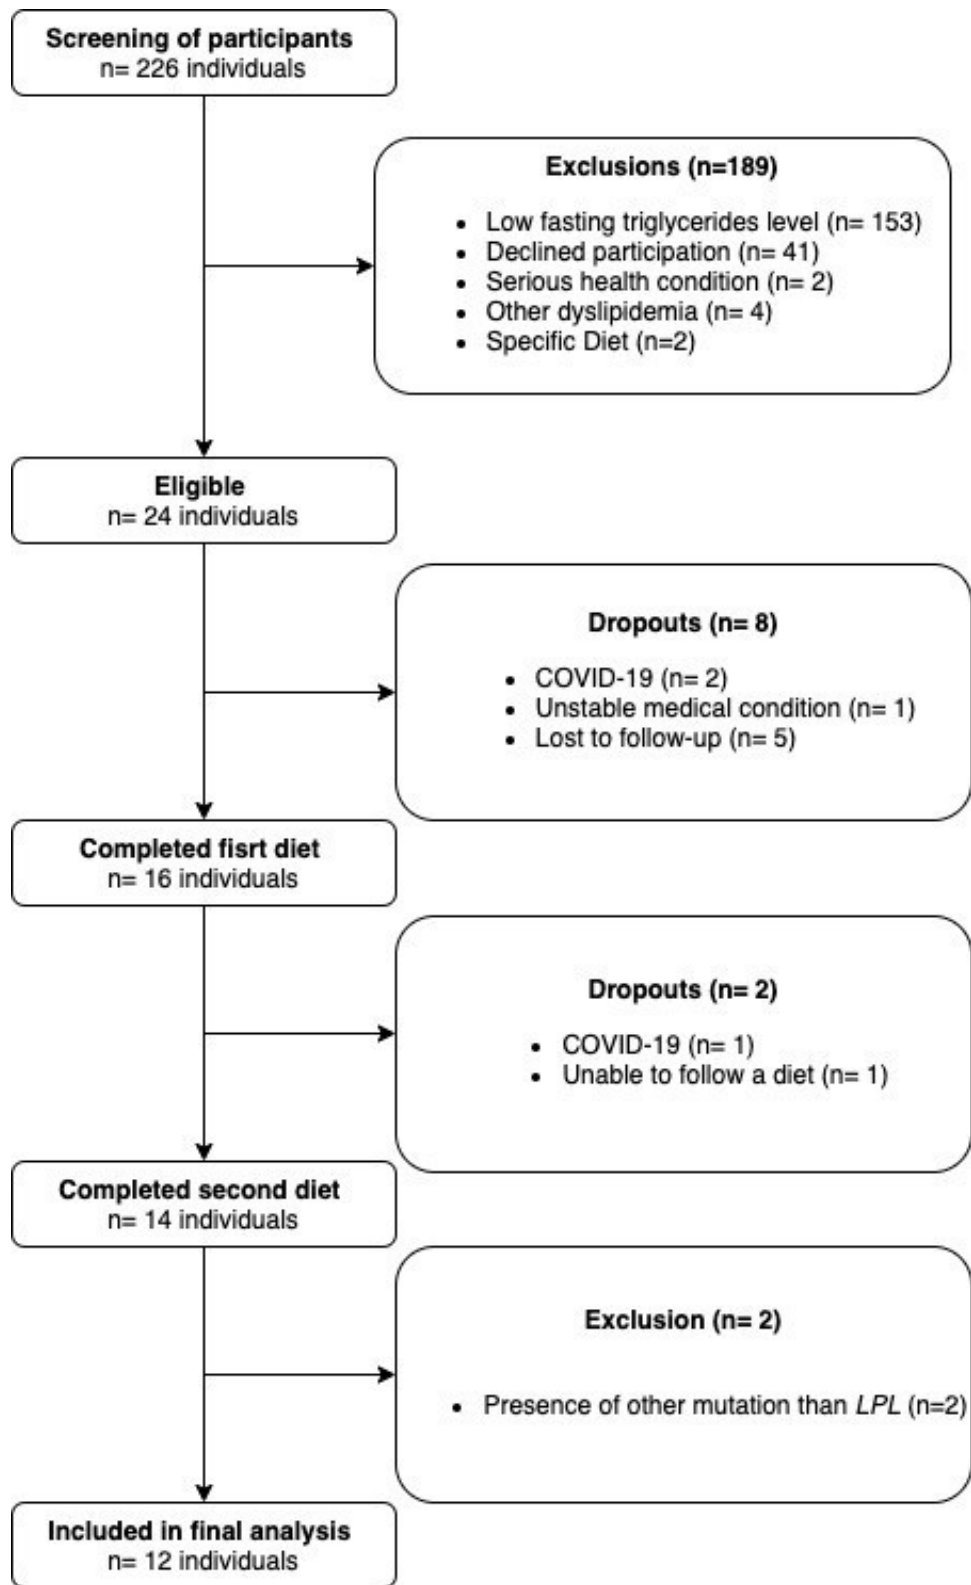 Screening of participants
n= 226 individuals
Exclusions (n=189)
• Low fasting triglycerides level (n= 153)
• Declined participation (n= 41)
• Serious health condition (n= 2)
• Other dyslipidemia (n= 4)
• Specific Diet (n=2)
Eligible
n= 24 individuals
Dropouts (n= 8)
• COVID-19 (n= 2)
• Unstable medical condition (n= 1)
• Lost to follow-up (n= 5)
Completed fisrt diet
n= 16 individuals
Dropouts (n= 2)
• COVID-19 (n= 1)
• Unable to follow a diet (n= 1)
Completed second diet
n= 14 individuals
Exclusion (n= 2)
• Presence of other mutation than LPL (n=2)
Included in final analysis
n= 12 individuals